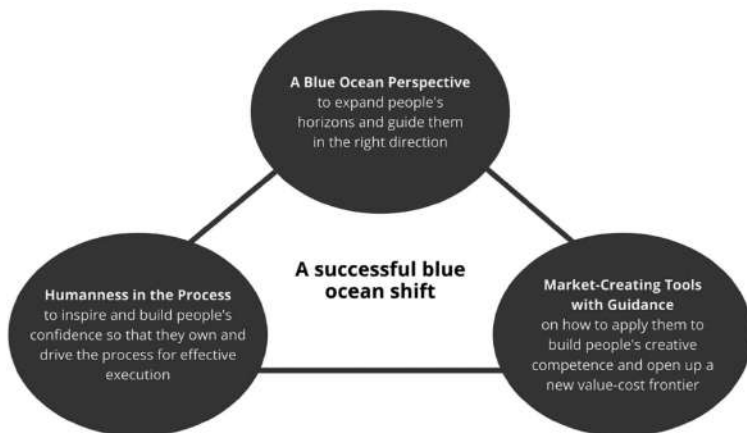 A Blue Ocean Perspective
to expand people's
horizons and guide them
in the right direction
A successful blue
ocean shift
Humanness in the Process
to inspire and build people's
confidence so that they own and
drive the process for effective
execution
Market-Creating Tools
with Guidance
on how to apply them to
build people's creative
competence and open up a
new value-cost frontier